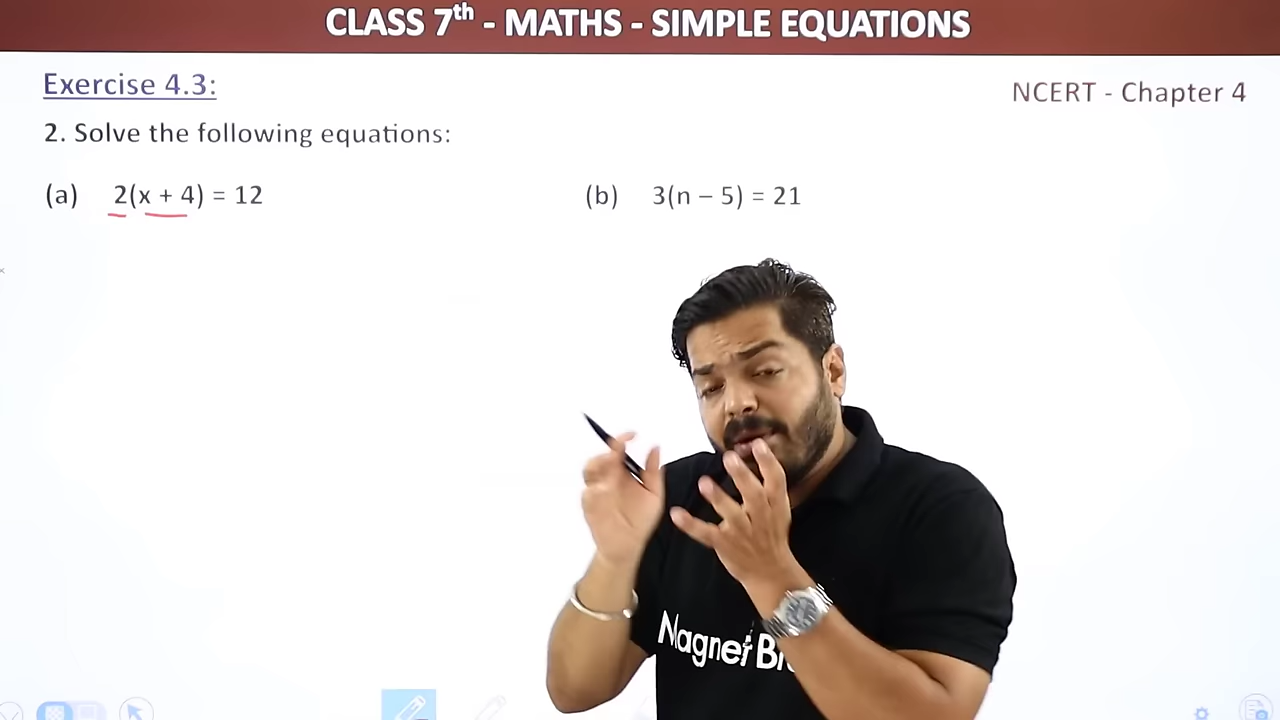 CLASS 7th - MATHS - SIMPLE EQUATIONS
Exercise 4.3:
NCERT - Chapter 4
2. Solve the following equations:
(a) 2(x + 4) = 12
(b) 3(n – 5) = 21
Magnet